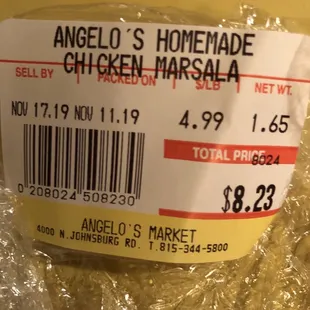 ANGELO'S HOMEMADE
CHICKEN MARSALA
SELL BY PACKED ON $/LB NET WT.
NOV 17.19 NOV 11.19 4.99 1.65
TOTAL PRICE
8024
$8.23
0 208024 508230
ANGELO'S MARKET
4000 N.JOHNSBURG RD. T.815-344-5800